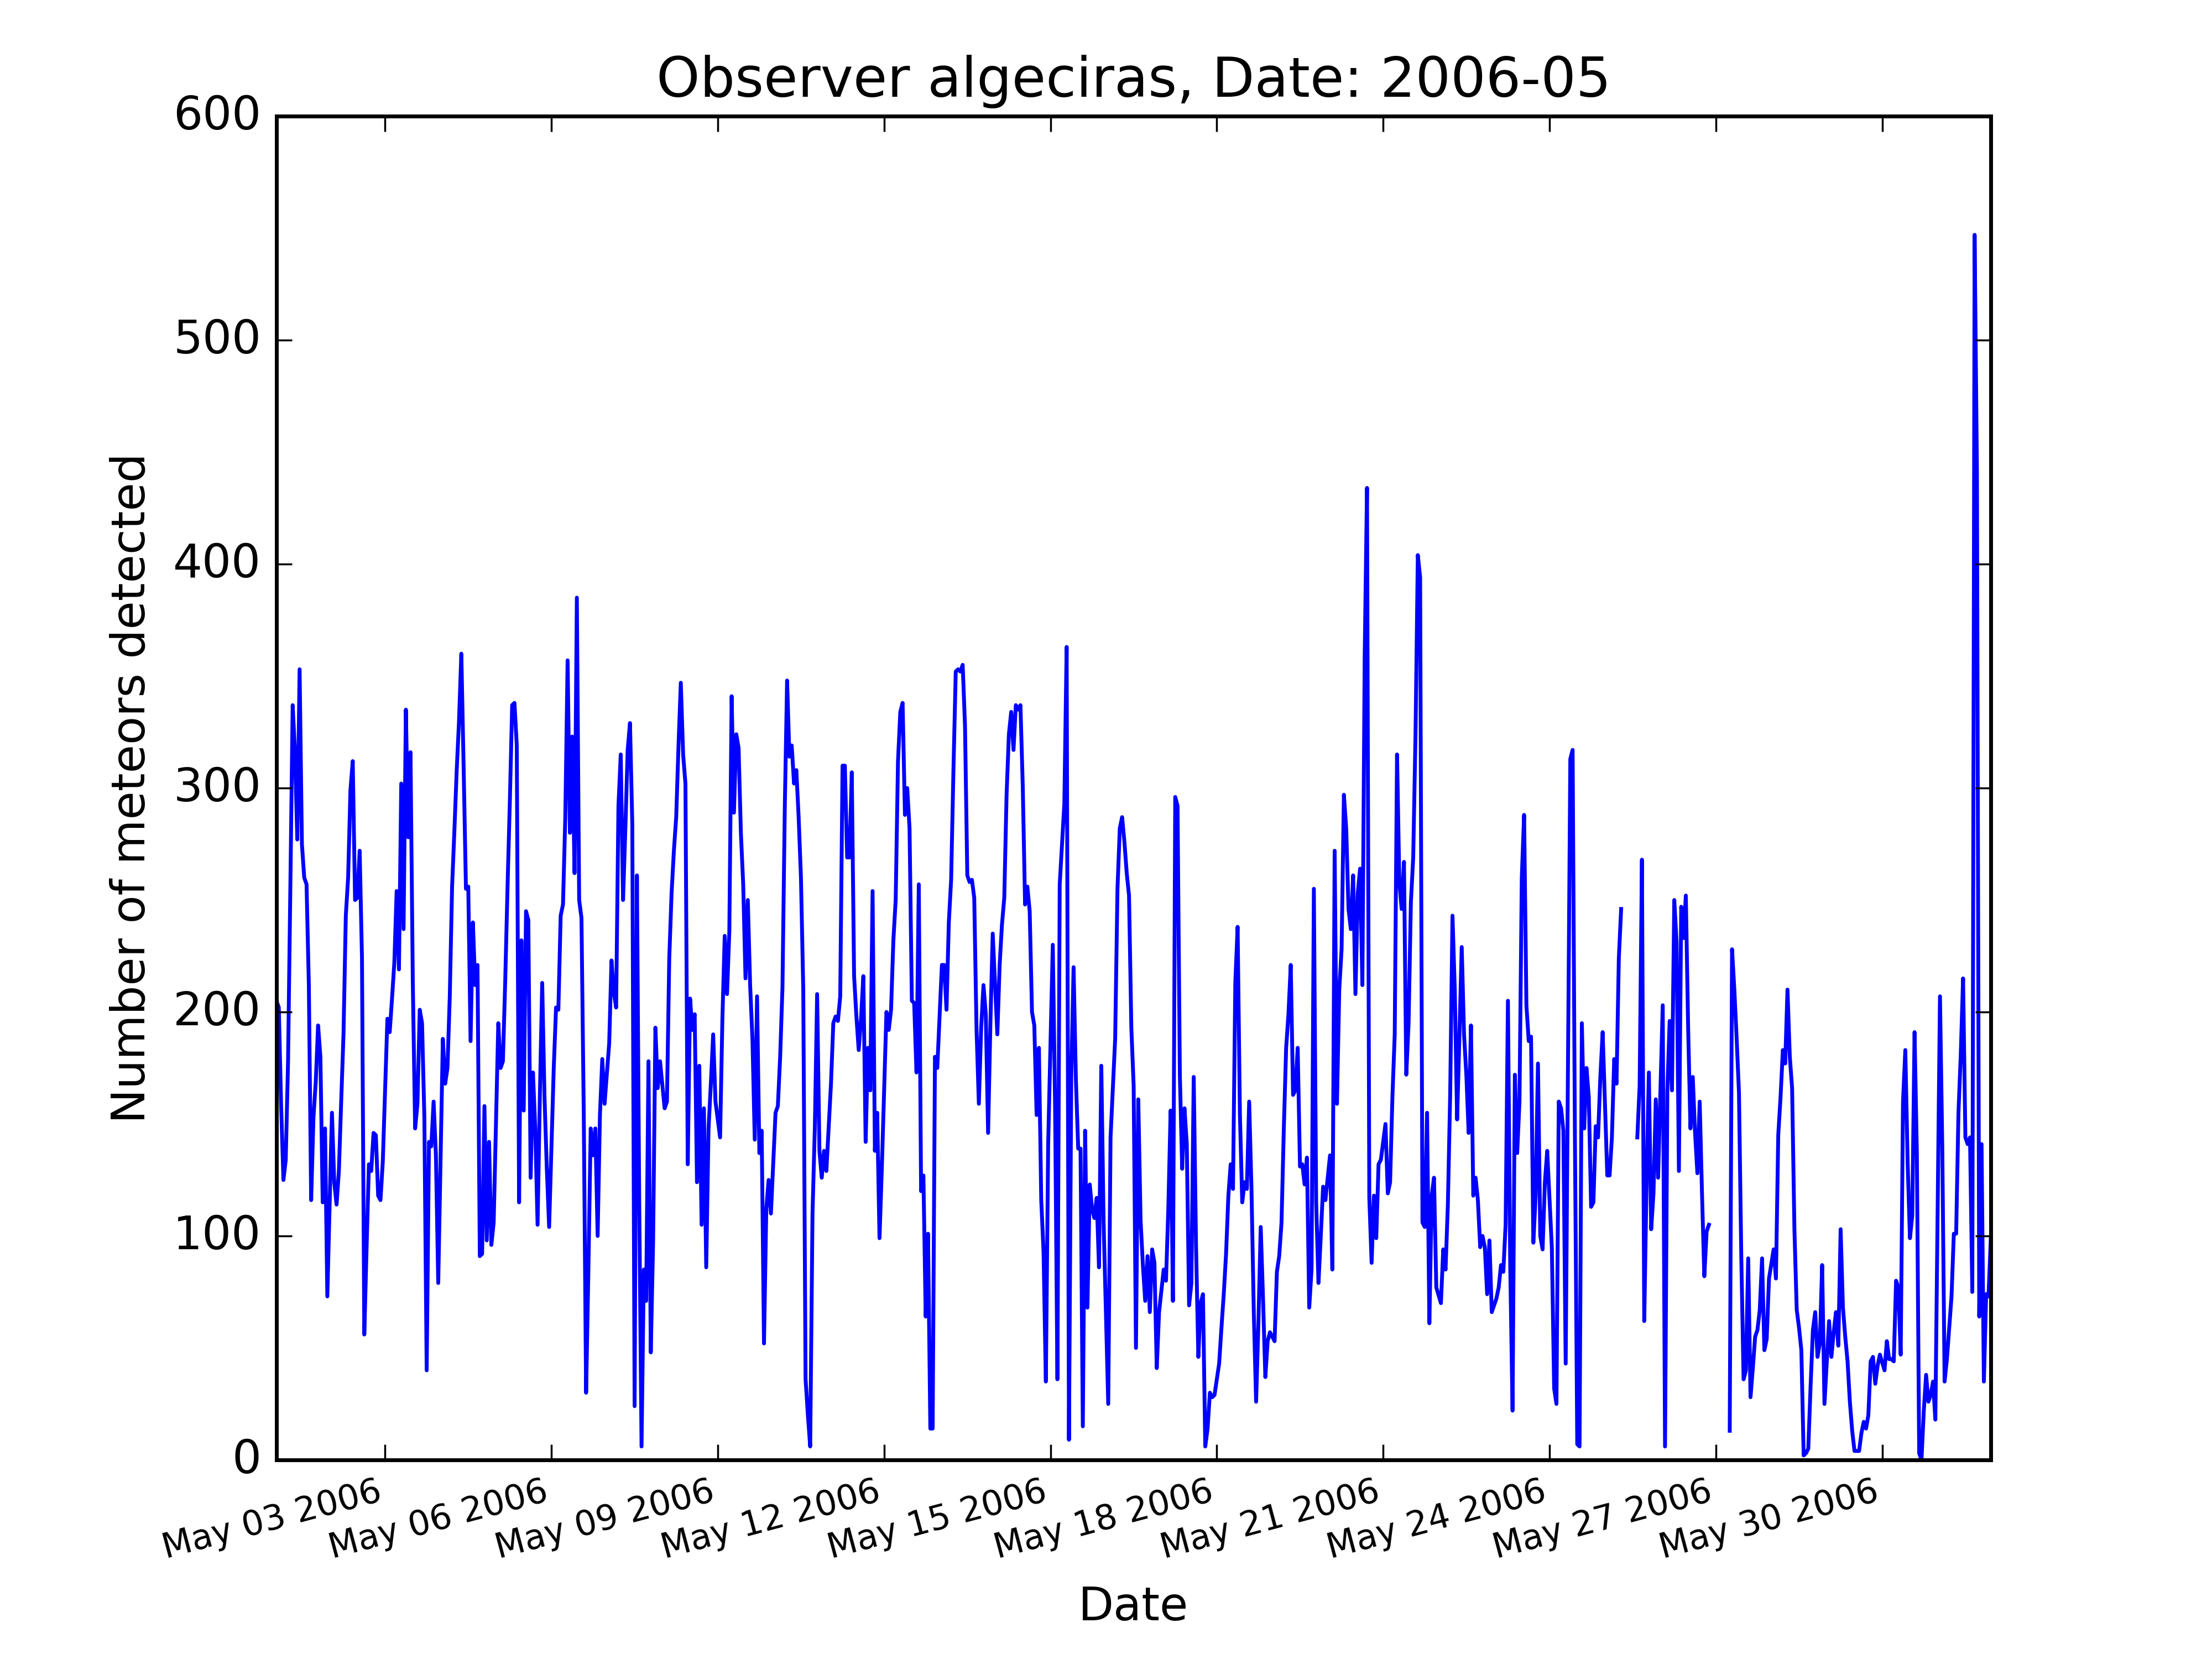 Observer algeciras, Date: 2006-05
600
500
400
300
200
100
0
Number of meteors detected
May 03 2006
May 06 2006
May 09 2006
May 12 2006
May 15 2006
May 18 2006
May 21 2006
May 24 2006
May 27 2006
May 30 2006
Date